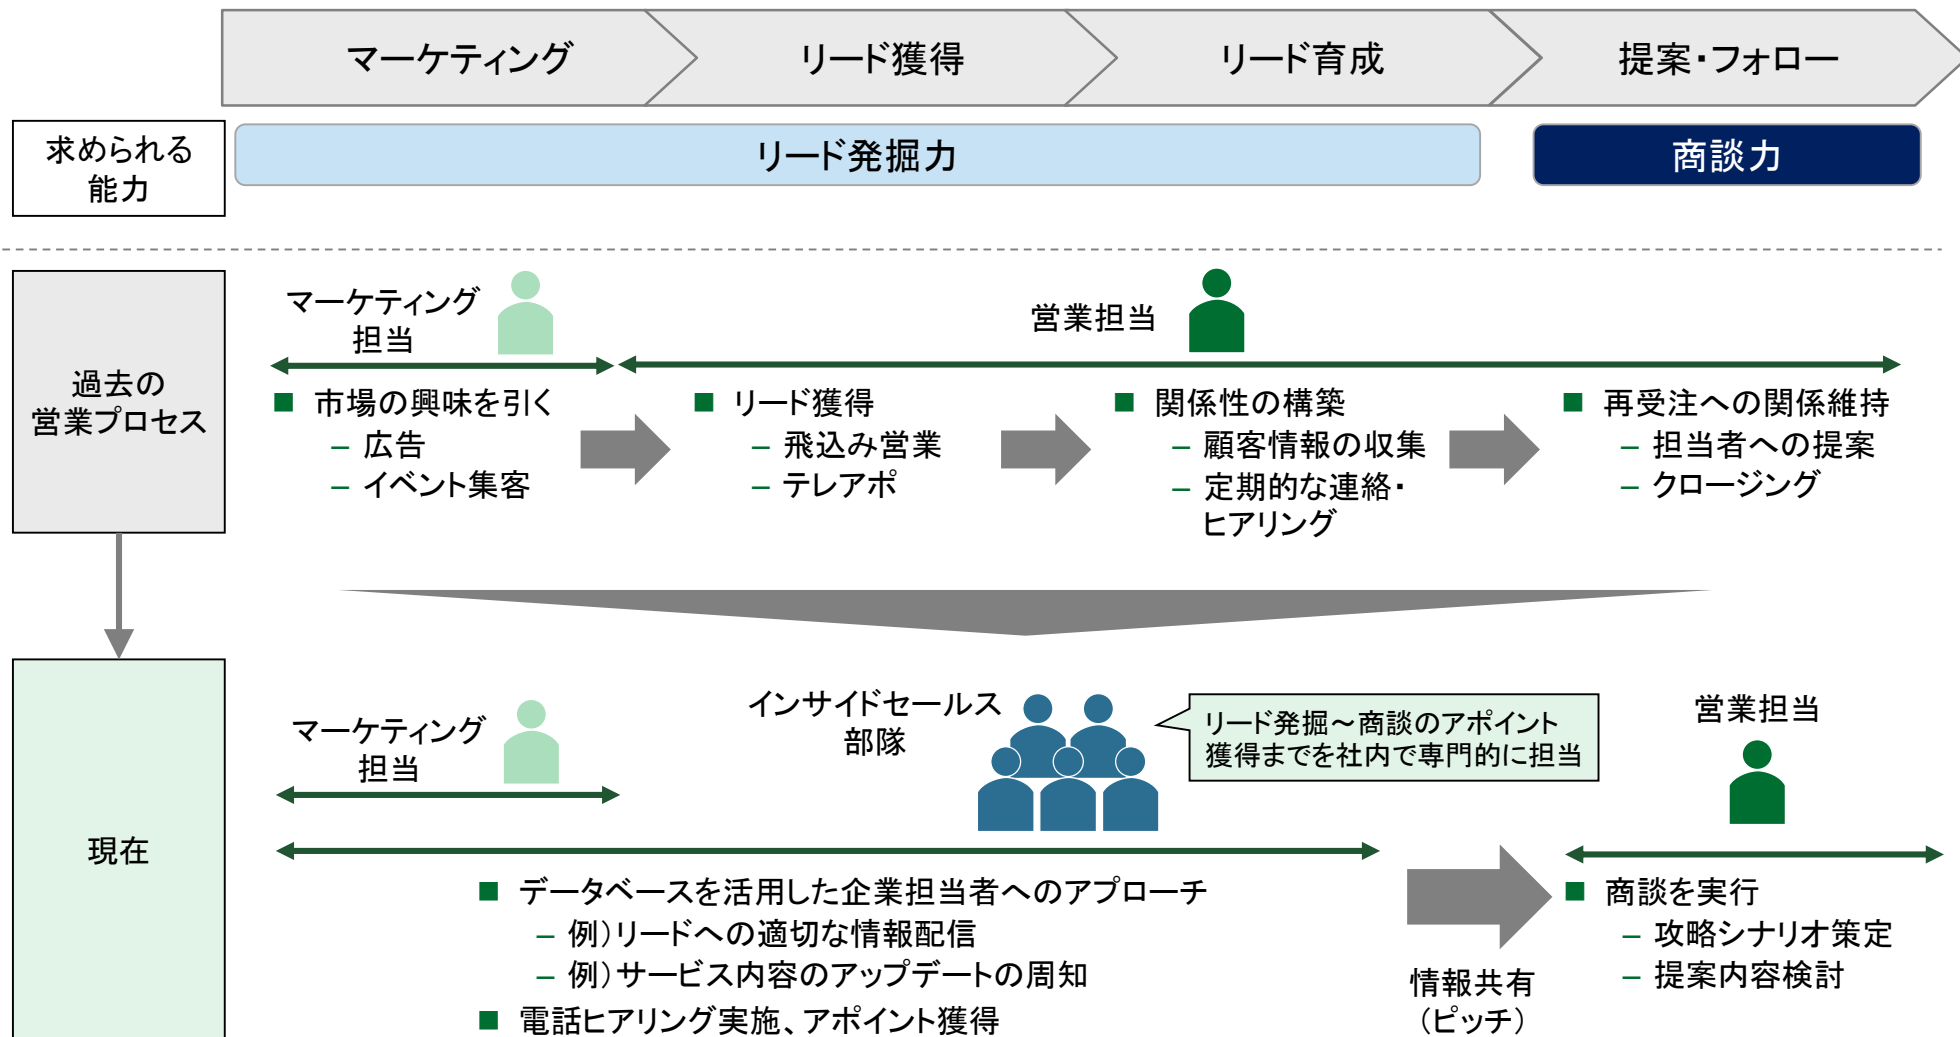 マーケティング
リード獲得
リード育成
提案・フォロー
求められる
能力
リード発掘力
商談力
過去の
営業プロセス
マーケティング
担当
営業担当
■ 市場の興味を引く
– 広告
– イベント集客
■ リード獲得
– 飛込み営業
– テレアポ
■ 関係性の構築
– 顧客情報の収集
– 定期的な連絡・
ヒアリング
■ 再受注への関係維持
– 担当者への提案
– クロージング
現在
マーケティング
担当
インサイドセールス
部隊
リード発掘～商談のアポイント
獲得までを社内で専門的に担当
営業担当
■ データベースを活用した企業担当者へのアプローチ
– 例）リードへの適切な情報配信
– 例）サービス内容のアップデートの周知
■ 電話ヒアリング実施、アポイント獲得
情報共有
（ピッチ）
■ 商談を実行
– 攻略シナリオ策定
– 提案内容検討